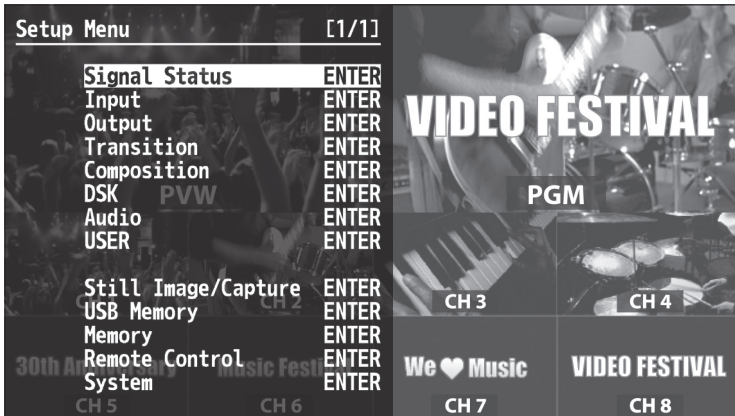 Setup Menu [1/1]
Signal Status ENTER
Input ENTER
Output ENTER
Transition ENTER
Composition ENTER
DSK ENTER
Audio ENTER
USER ENTER
Still Image/Capture ENTER
USB Memory ENTER
Memory ENTER
Remote Control ENTER
System ENTER
PVW
VIDEO FESTIVAL
PGM
CH 2
CH 3
CH 4
30th Anniversary
Music Festi
We ♥ Music
VIDEO FESTIVAL
CH 5
CH 6
CH 7
CH 8